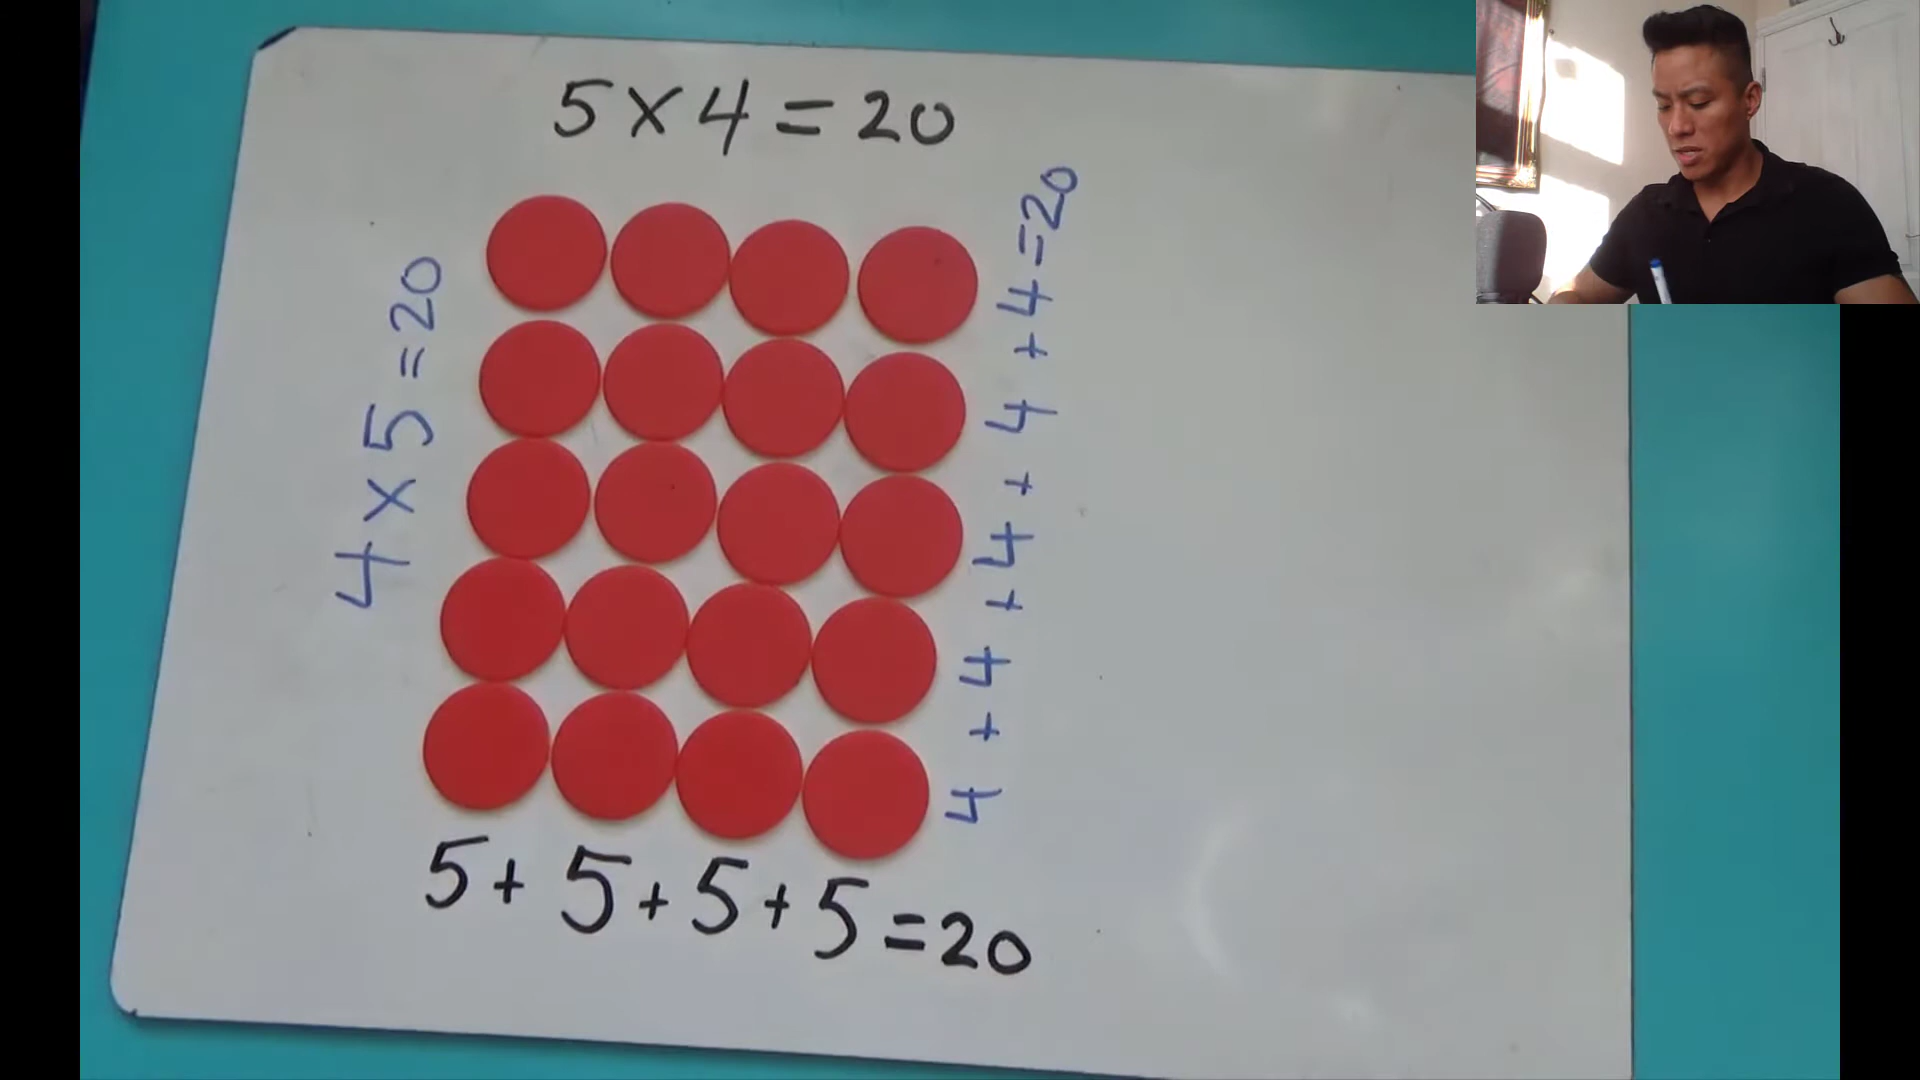 5 × 4 = 20
4 × 5 = 20
4 + 4 + 4 + 4 + 4 = 20
5 + 5 + 5 + 5 = 20